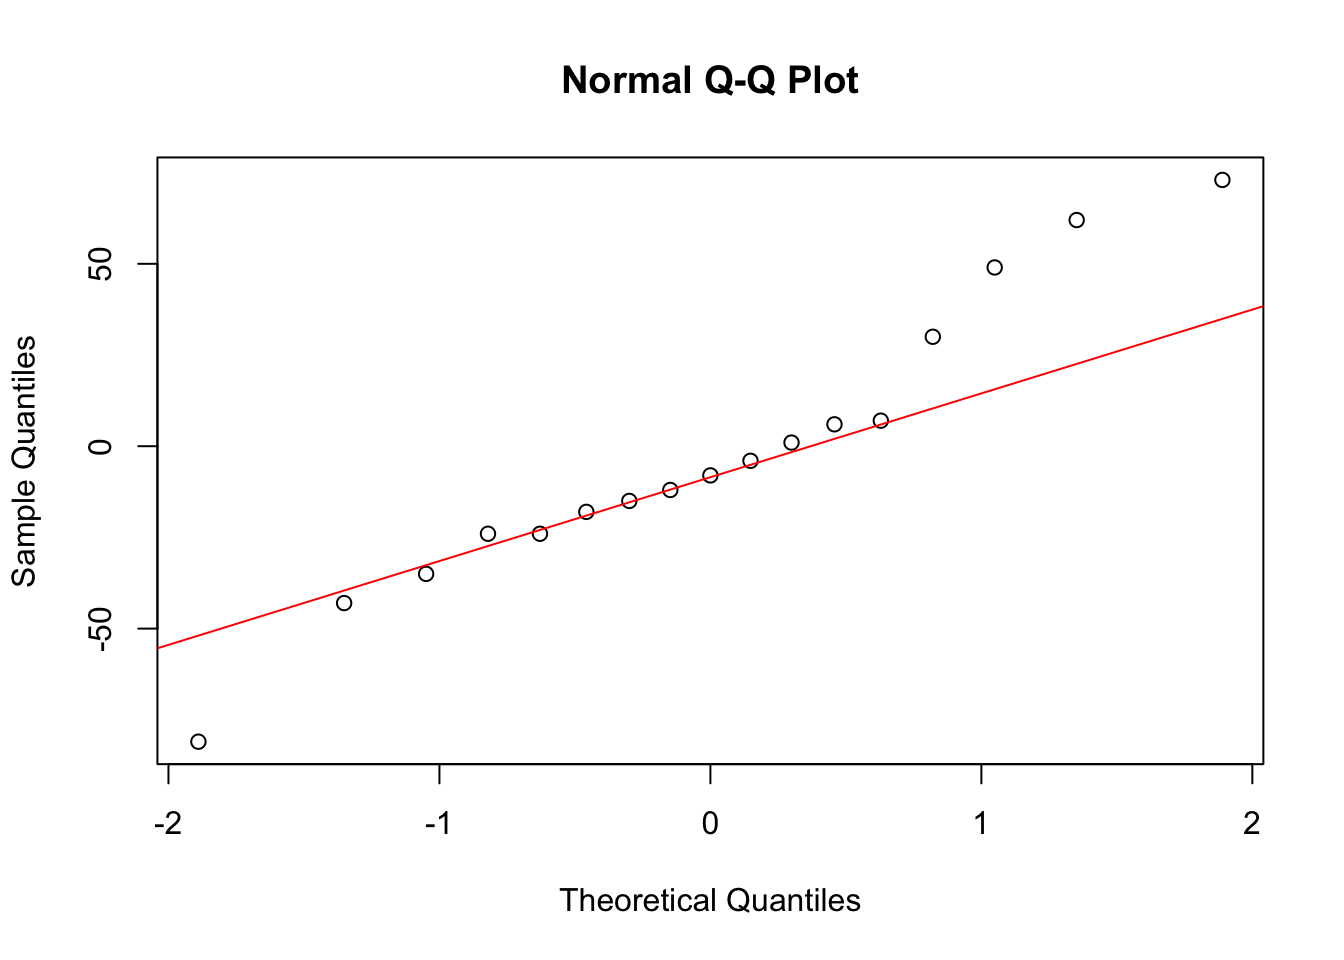 Normal Q-Q Plot
Sample Quantiles
50
0
-50
-2 -1 0 1 2
Theoretical Quantiles